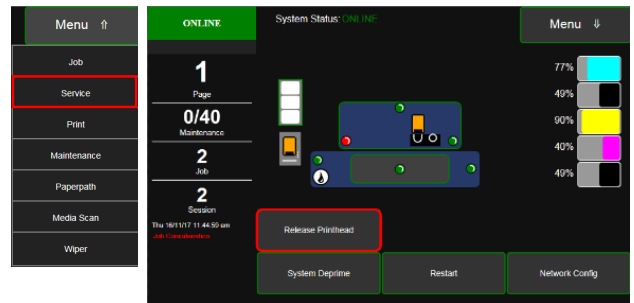 Menu ⇑
Job
Service
Print
Maintenance
Paperpath
Media Scan
Wiper
ONLINE
1
Page
0/40
Maintenance
2
Job
2
Session
Thu 16/11/17 11:44:59 am
System Status: ONLINE
Menu ⇓
77%
49%
90%
40%
49%
Release Printhead
System Deprime
Restart
Network Config